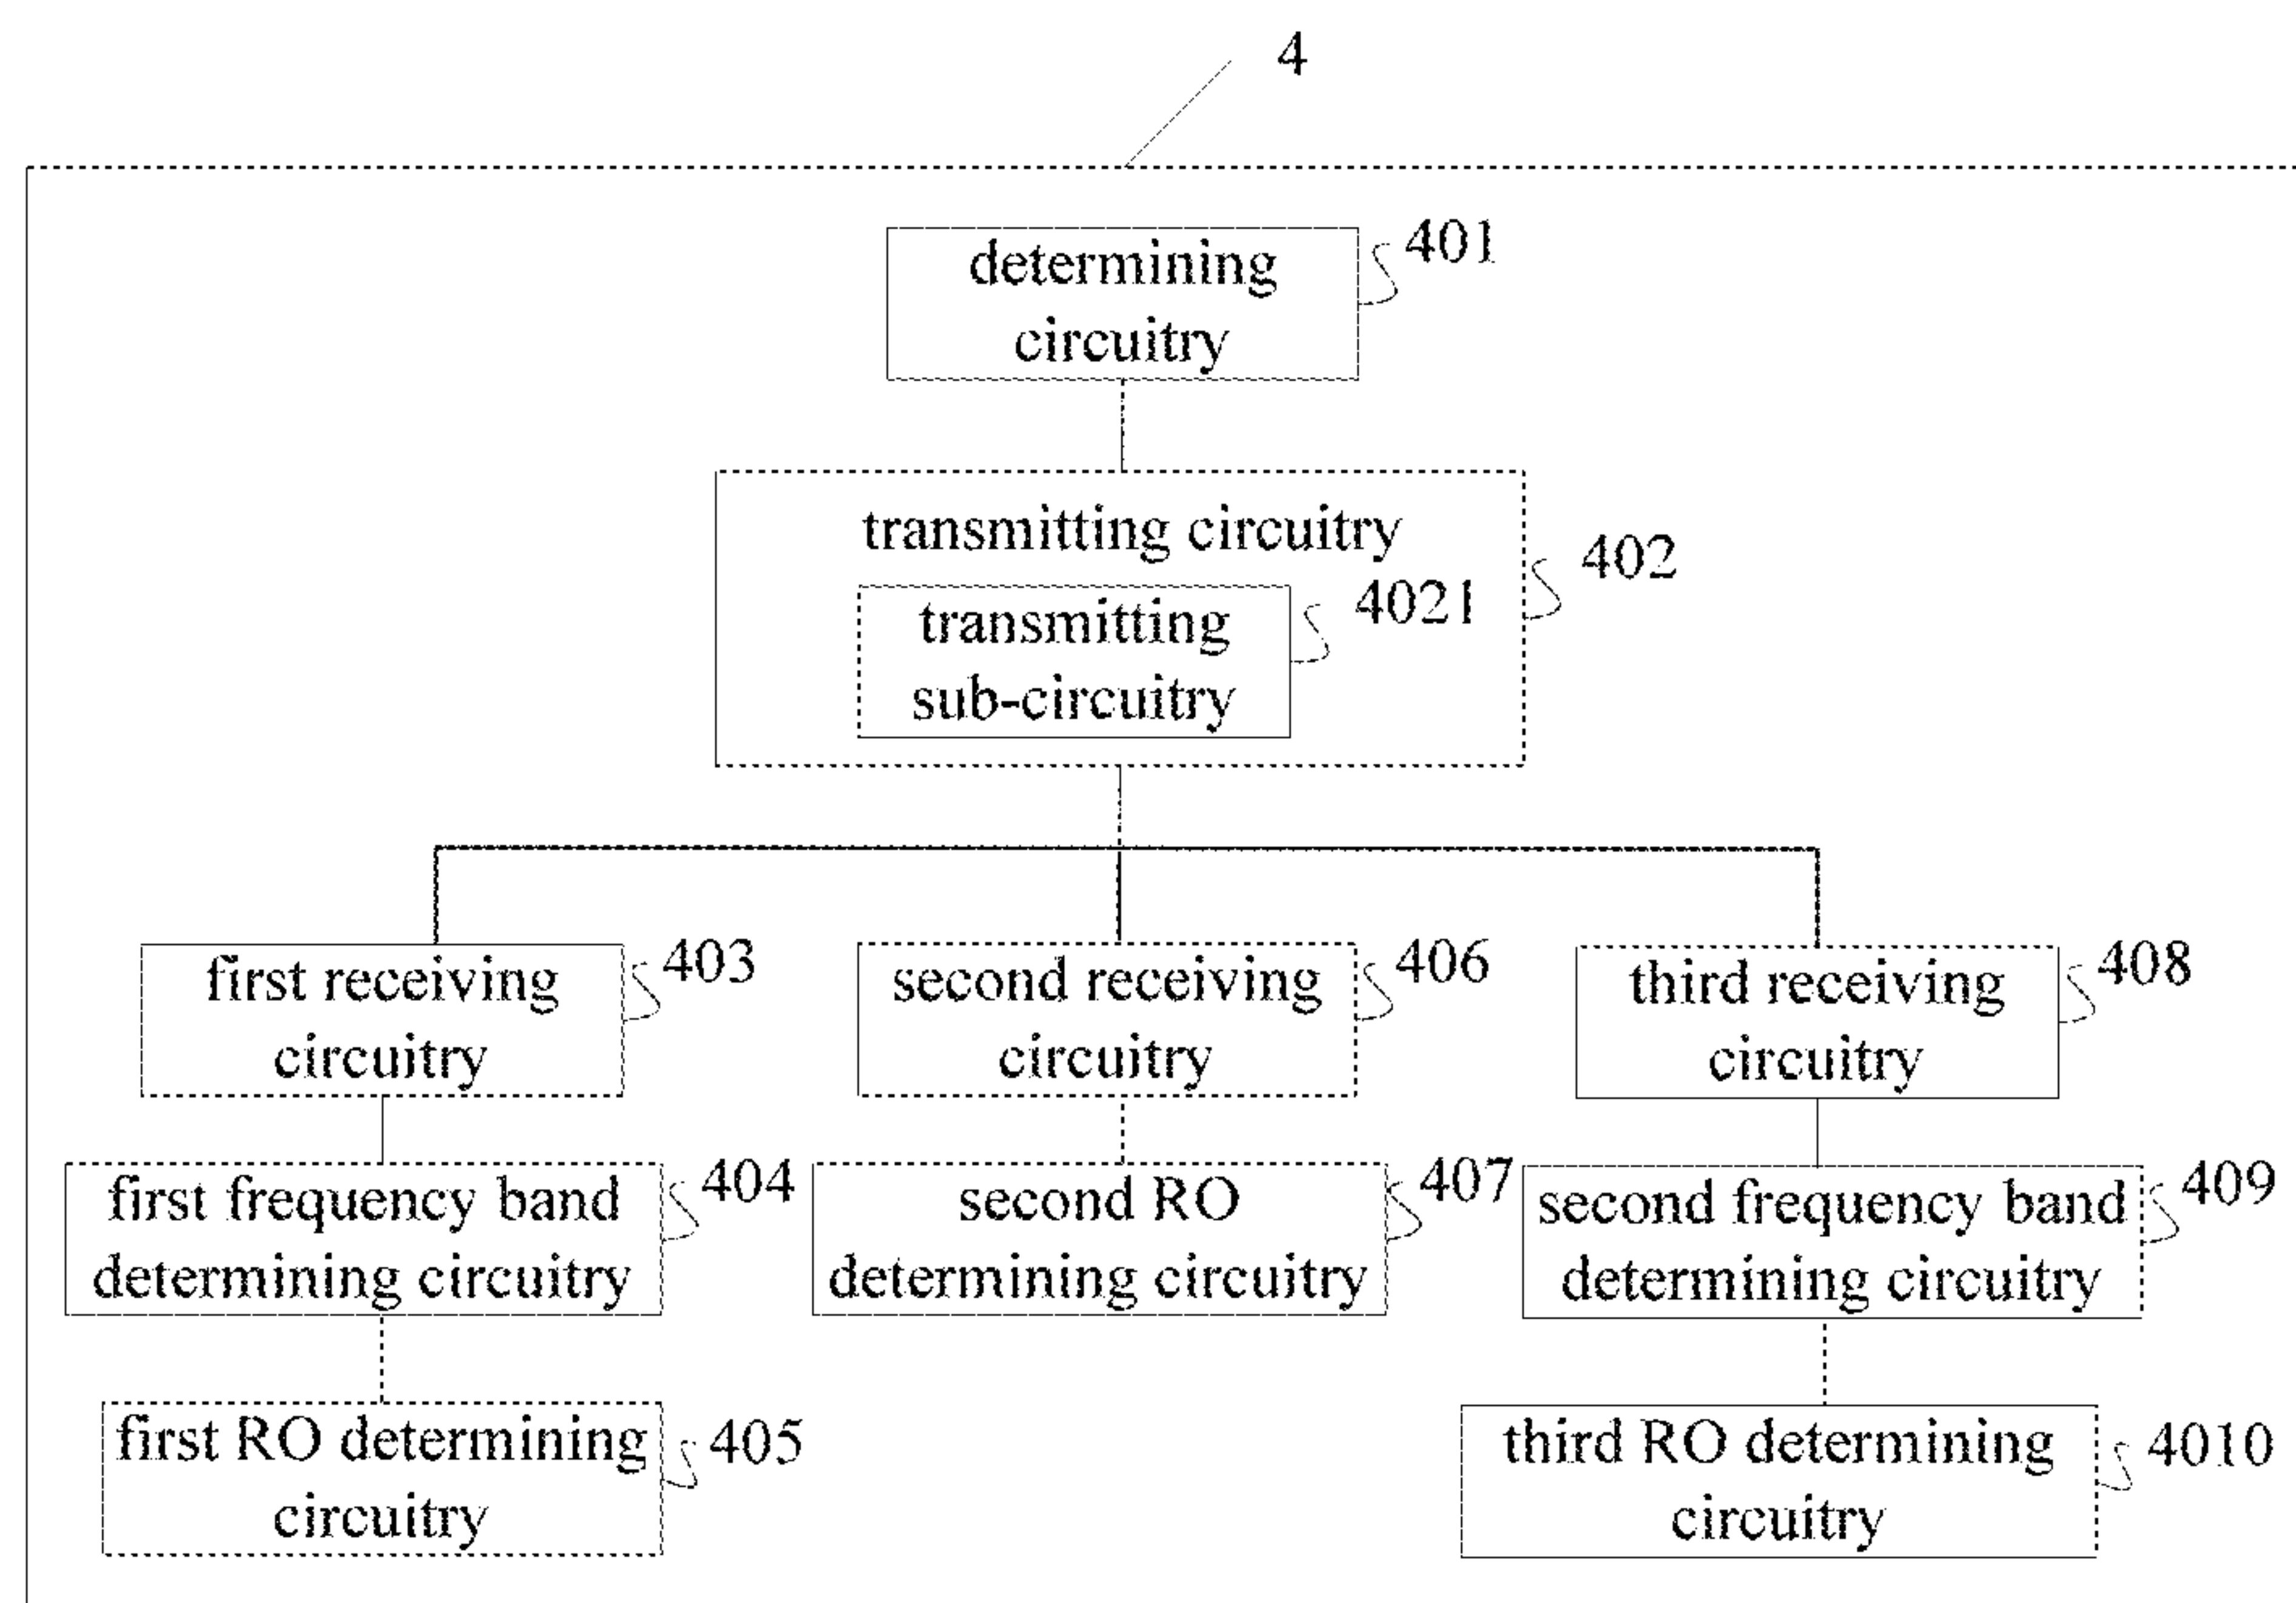 4
determining
circuitry
401
transmitting circuitry
402
transmitting
sub-circuitry
4021
first receiving
circuitry
403
second receiving
circuitry
406
third receiving
circuitry
408
first frequency band
determining circuitry
404
second RO
determining circuitry
407
second frequency band
determining circuitry
409
first RO determining
circuitry
405
third RO determining
circuitry
4010